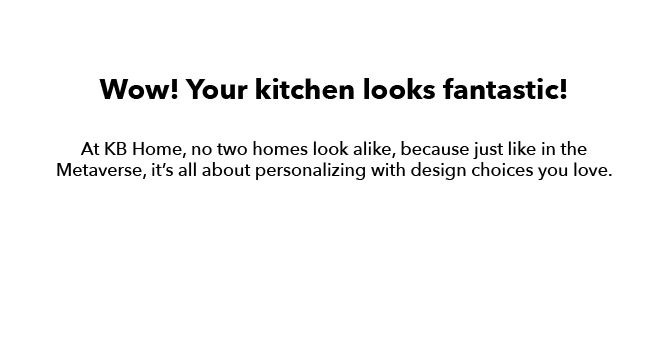 Wow! Your kitchen looks fantastic!
At KB Home, no two homes look alike, because just like in the
Metaverse, it’s all about personalizing with design choices you love.